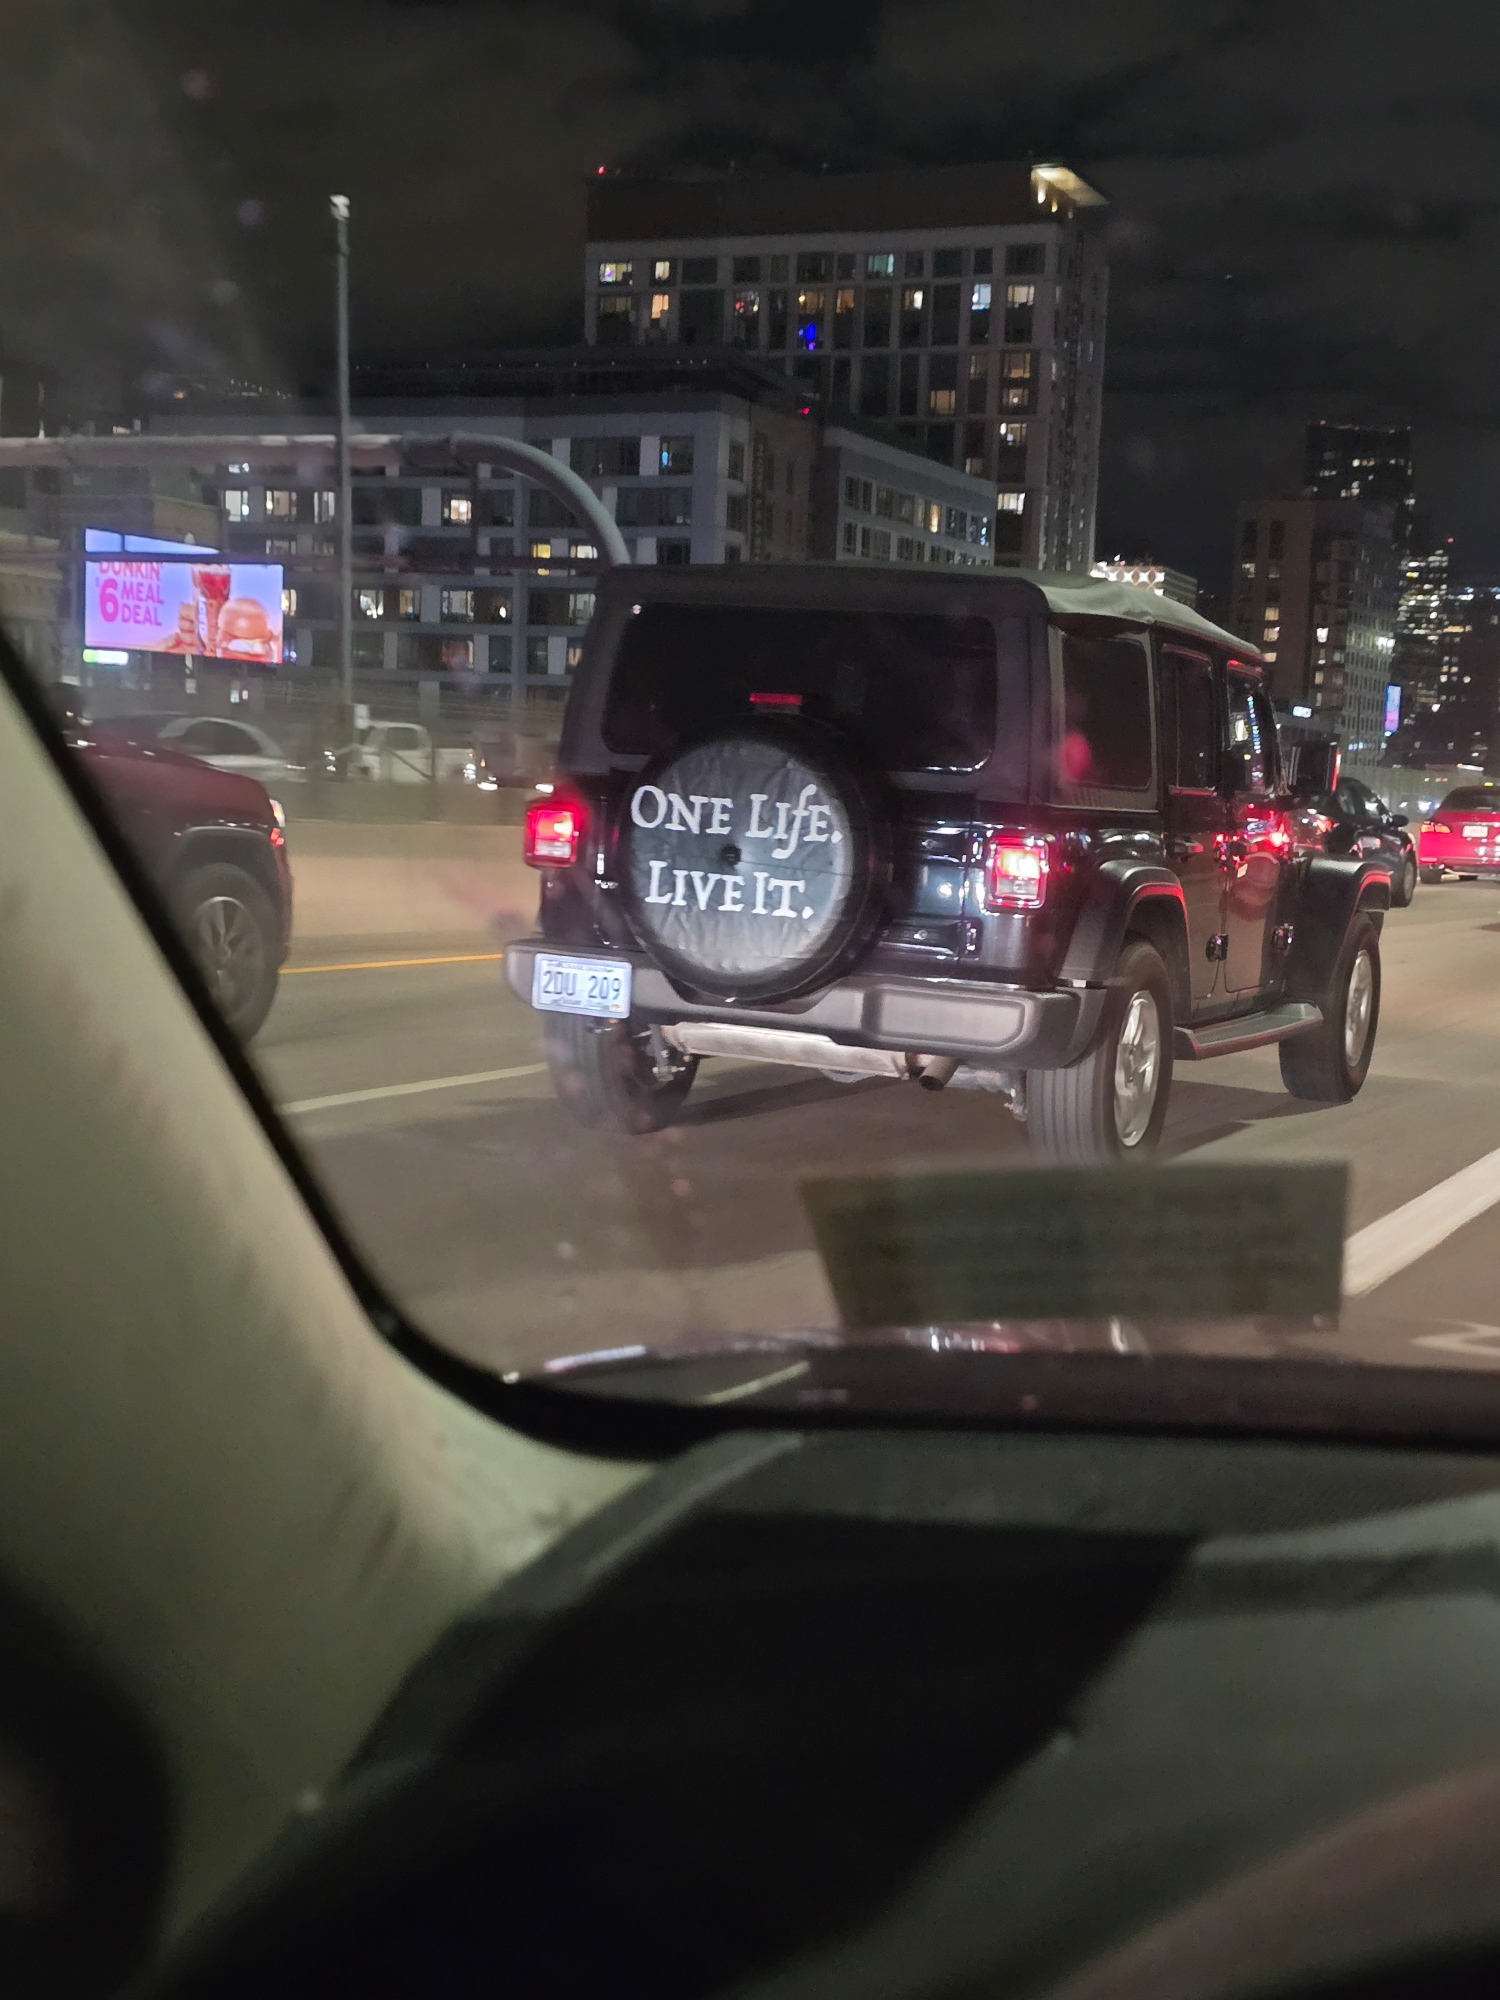 DUNKIN'
$6 MEAL
DEAL
ONE LIfE.
LIVE IT.
2DU 209